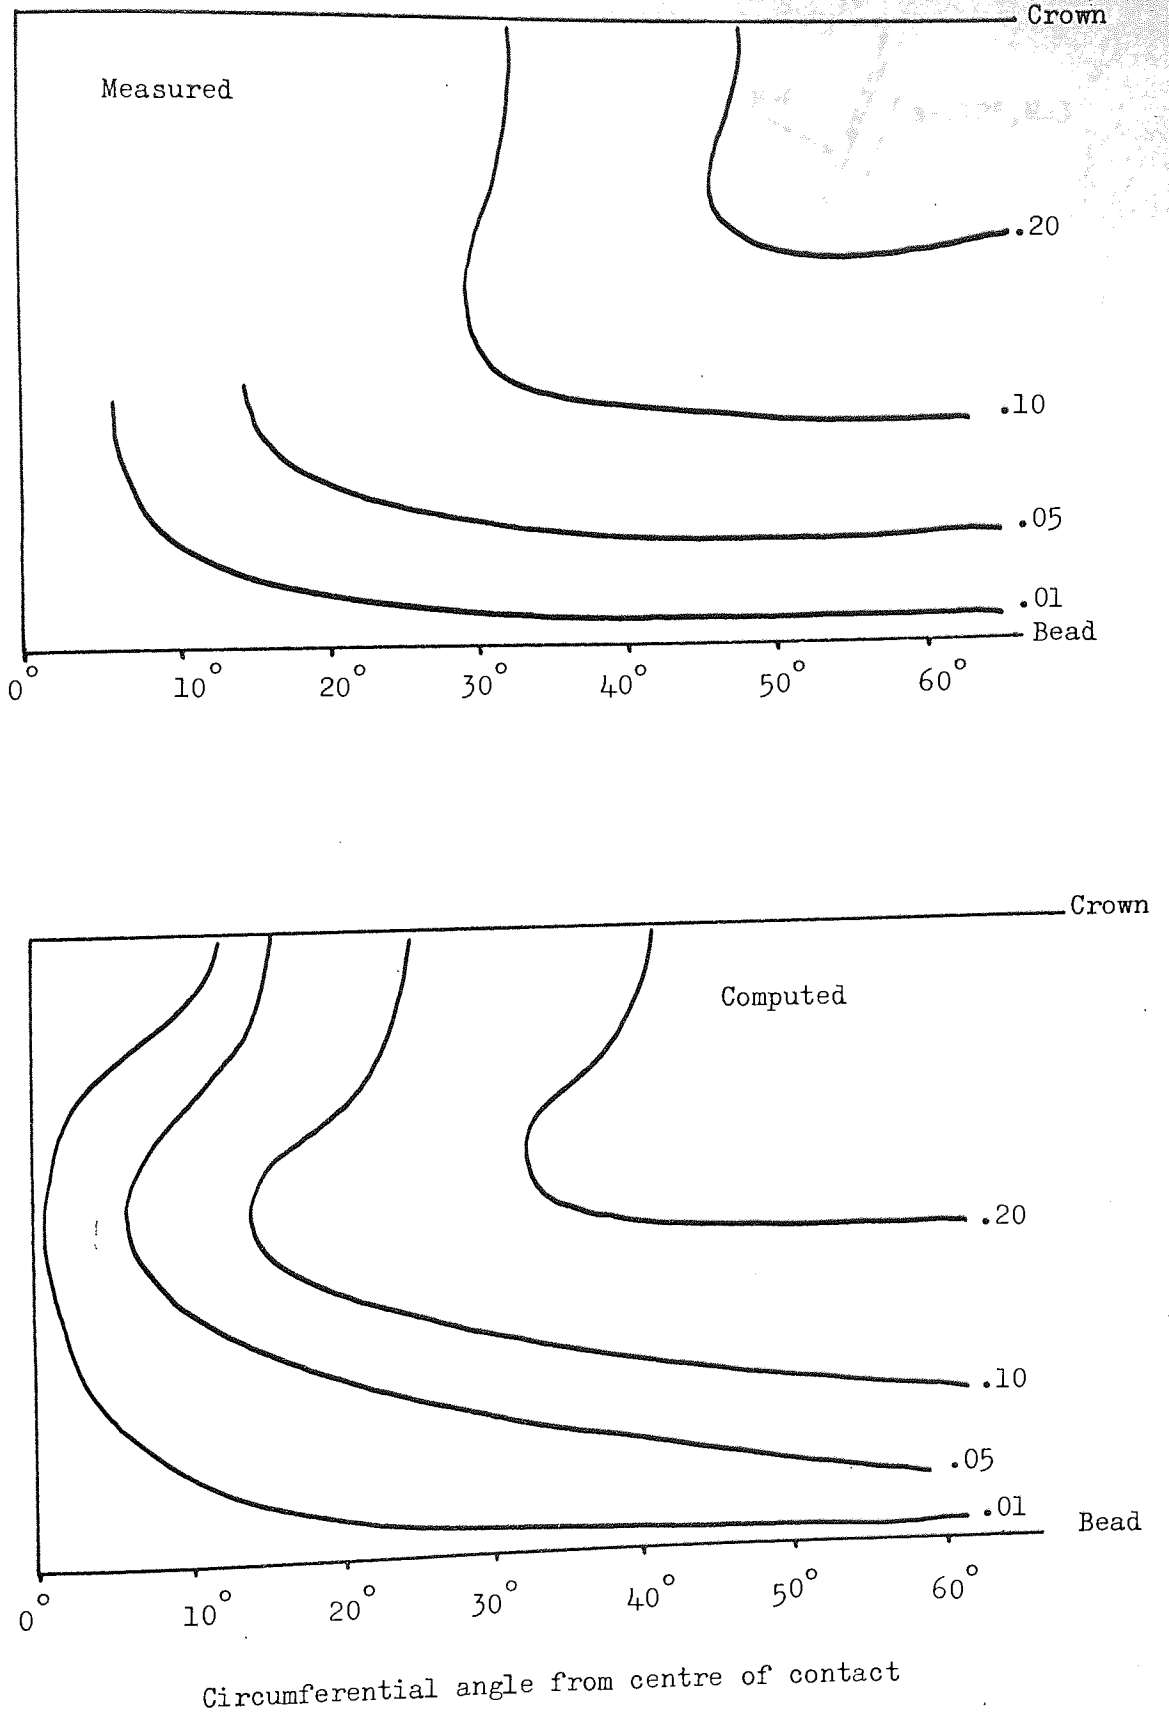 Crown
Measured
.20
.10
.05
.01
Bead
0° 10° 20° 30° 40° 50° 60°
Crown
Computed
.20
.10
.05
.01
Bead
0° 10° 20° 30° 40° 50° 60°
Circumferential angle from centre of contact